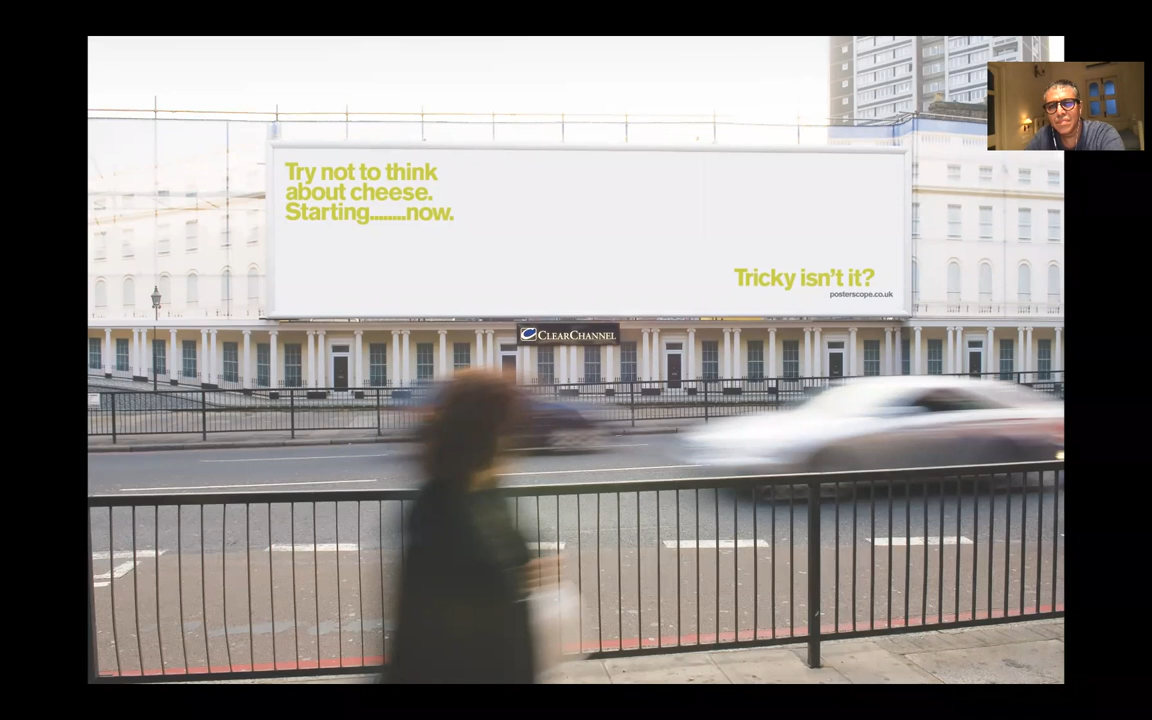 Try not to think
about cheese.
Starting........now.
Tricky isn't it?
posterscope.co.uk
CLEARCHANNEL